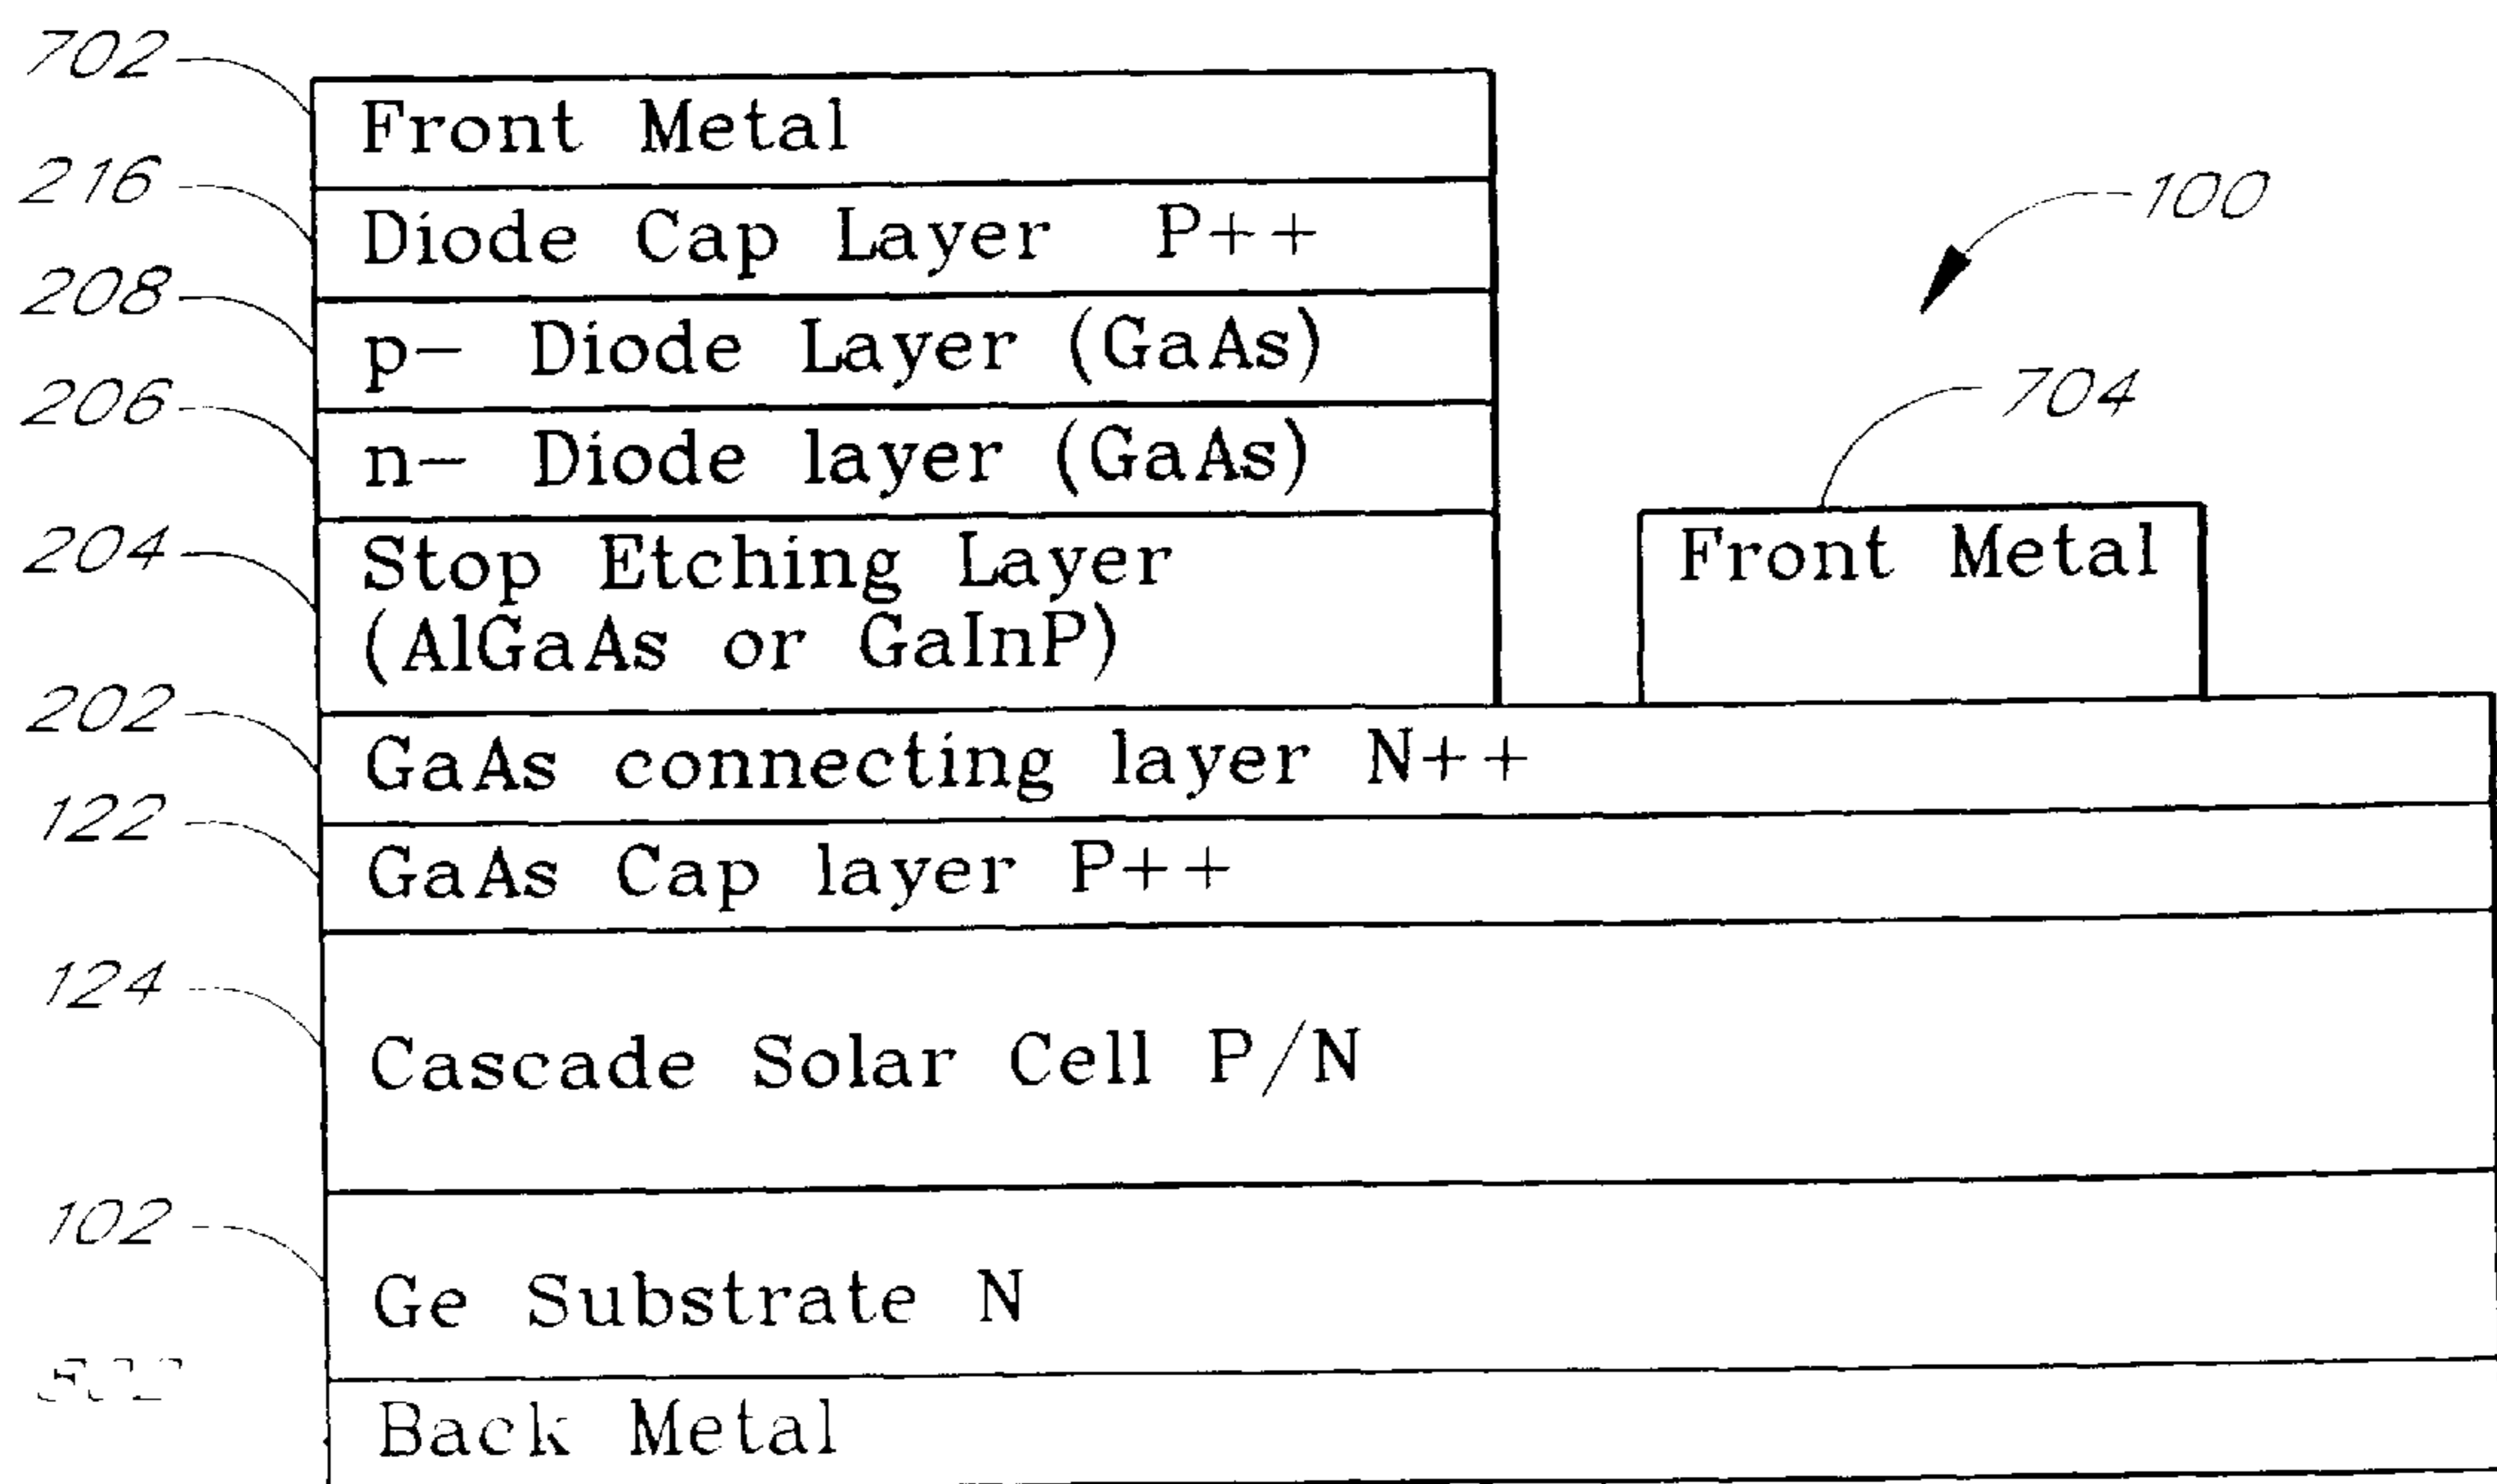 702
Front Metal
216
Diode Cap Layer P++
100
208
p- Diode Layer (GaAs)
206
n- Diode layer (GaAs)
704
204
Stop Etching Layer
(AlGaAs or GaInP)
Front Metal
202
GaAs connecting layer N++
122
GaAs Cap layer P++
124
Cascade Solar Cell P/N
102
Ge Substrate N
Back Metal